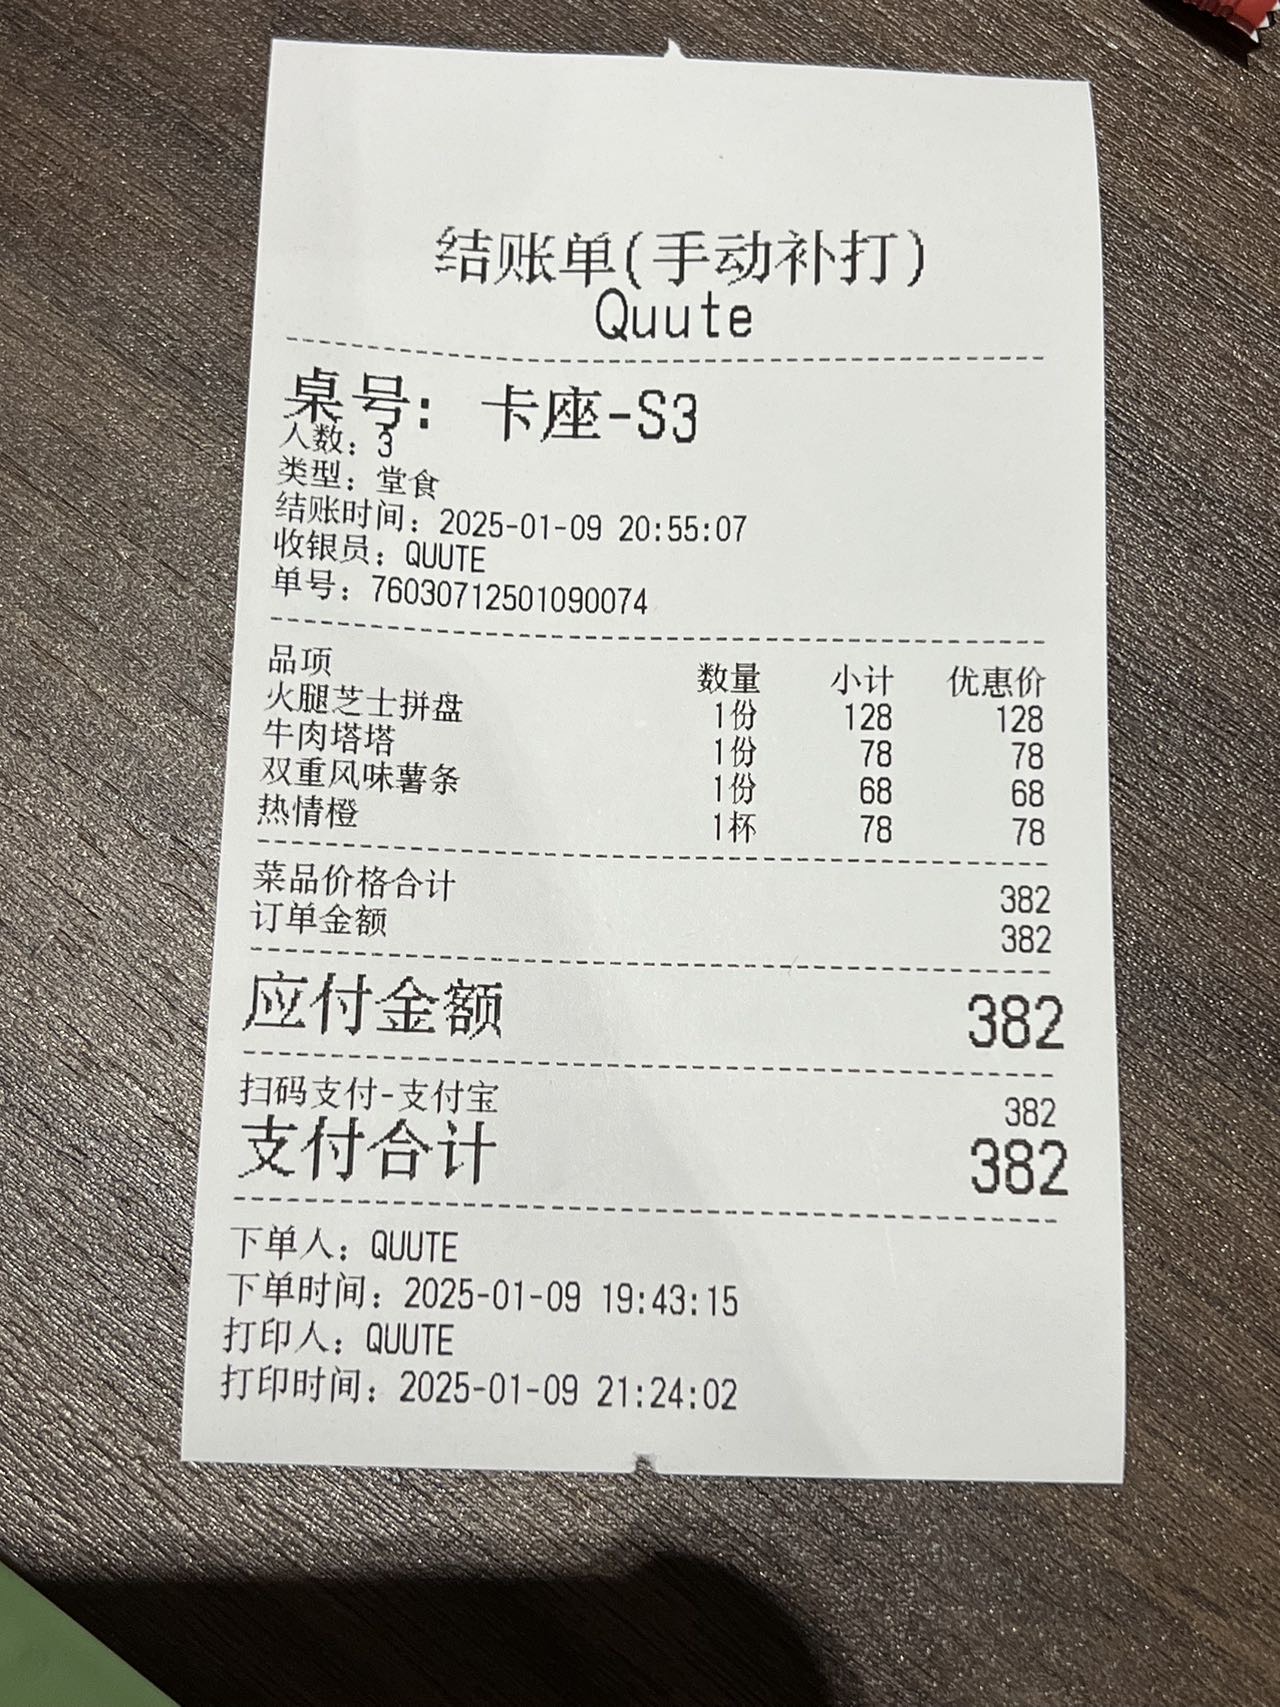 结账单(手动补打)
Quute
桌号: 卡座-S3
人数: 3
类型: 堂食
结账时间: 2025-01-09 20:55:07
收银员: QUUTE
单号: 76030712501090074
品项 数量 小计 优惠价
火腿芝士拼盘 1份 128 128
牛肉塔塔 1份 78 78
双重风味薯条 1份 68 68
热情橙 1杯 78 78
菜品价格合计 382
订单金额 382
应付金额 382
扫码支付-支付宝 382
支付合计 382
下单人: QUUTE
下单时间: 2025-01-09 19:43:15
打印人: QUUTE
打印时间: 2025-01-09 21:24:02